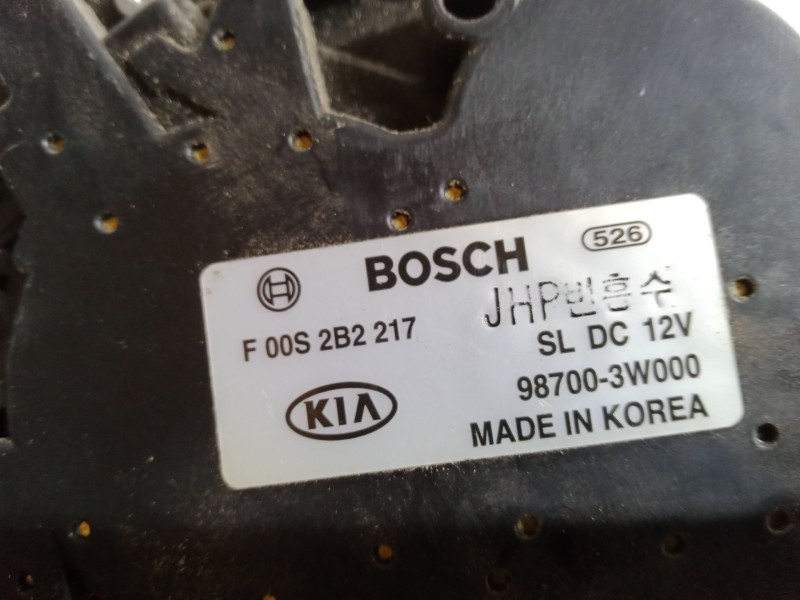 BOSCH 526
JHP빈흥수
F 00S 2B2 217 SL DC 12V
KIA 98700-3W000
MADE IN KOREA